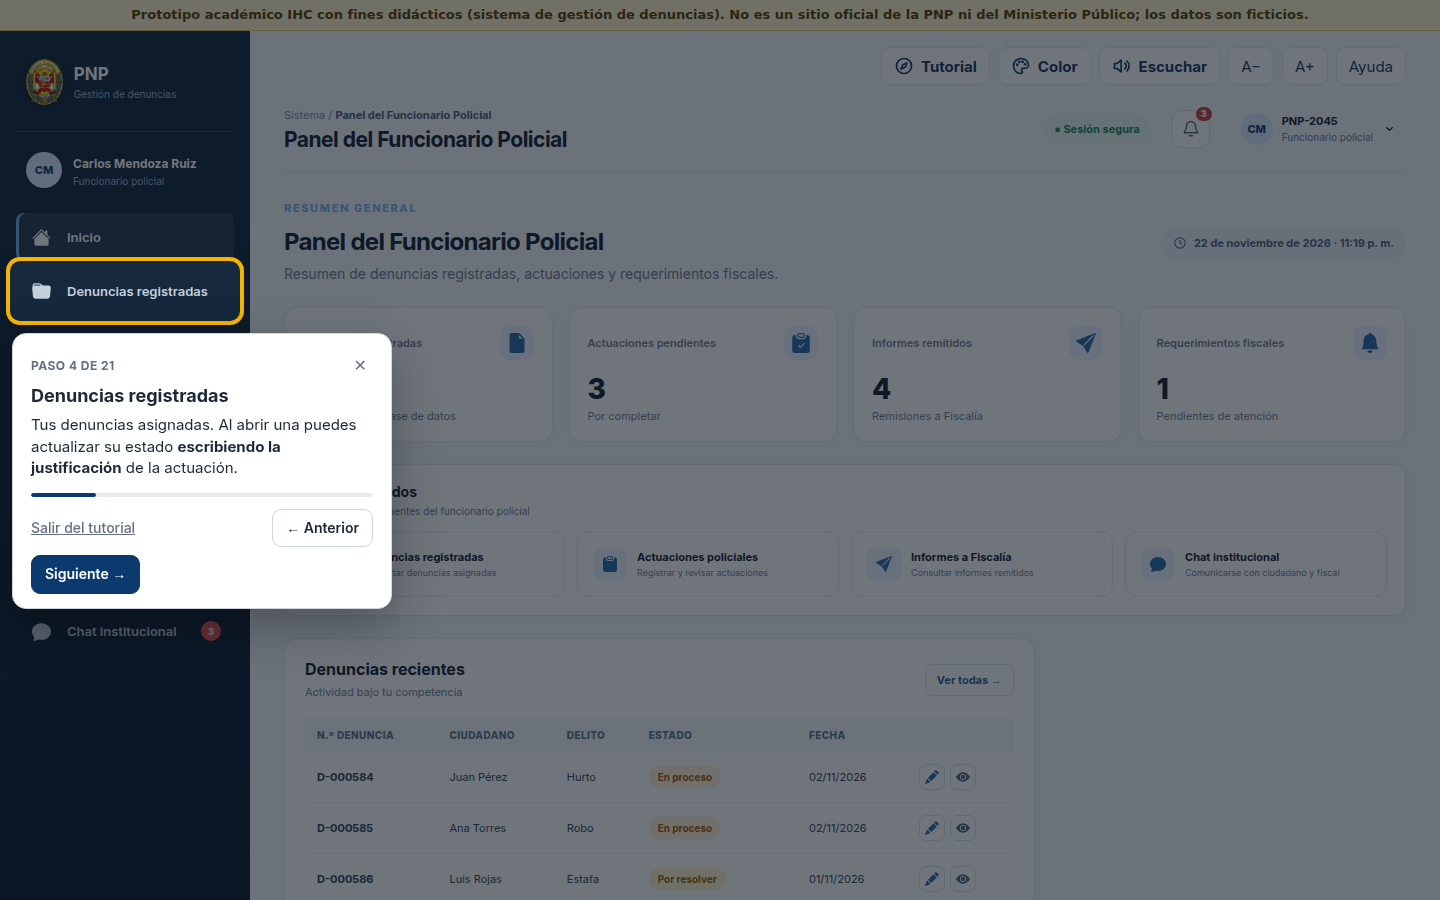 Prototipo académico IHC con fines didácticos (sistema de gestión de denuncias). No es un sitio oficial de la PNP ni del Ministerio Público; los datos son ficticios.
PNP
Gestión de denuncias
CM
Carlos Mendoza Ruiz
Funcionario policial
Inicio
Denuncias registradas
PASO 4 DE 21
×
Denuncias registradas
Tus denuncias asignadas. Al abrir una puedes
actualizar su estado escribiendo la
justificación de la actuación.
Salir del tutorial
← Anterior
Siguiente →
Chat institucional
3
Tutorial
Color
Escuchar
A−
A+
Ayuda
Sistema / Panel del Funcionario Policial
Panel del Funcionario Policial
● Sesión segura
3
CM
PNP-2045
Funcionario policial
RESUMEN GENERAL
Panel del Funcionario Policial
Resumen de denuncias registradas, actuaciones y requerimientos fiscales.
22 de noviembre de 2026 · 11:19 p. m.
Actuaciones pendientes
3
Por completar
Informes remitidos
4
Remisiones a Fiscalía
Requerimientos fiscales
1
Pendientes de atención
del funcionario policial
registradas
denuncias asignadas
Actuaciones policiales
Registrar y revisar actuaciones
Informes a Fiscalía
Consultar informes remitidos
Chat institucional
Comunicarse con ciudadano y fiscal
Denuncias recientes
Actividad bajo tu competencia
Ver todas →
N.º DENUNCIA CIUDADANO DELITO ESTADO FECHA
D-000584 Juan Pérez Hurto En proceso 02/11/2026
D-000585 Ana Torres Robo En proceso 02/11/2026
D-000586 Luis Rojas Estafa Por resolver 01/11/2026